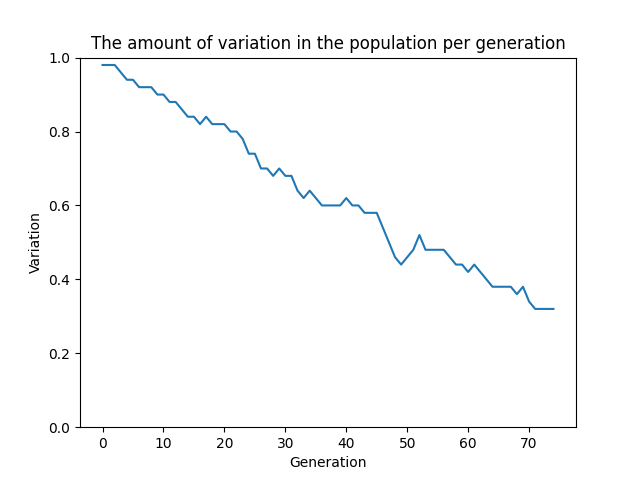 The amount of variation in the population per generation
1.0
0.8
0.6
0.4
0.2
0.0
Variation
0 10 20 30 40 50 60 70
Generation